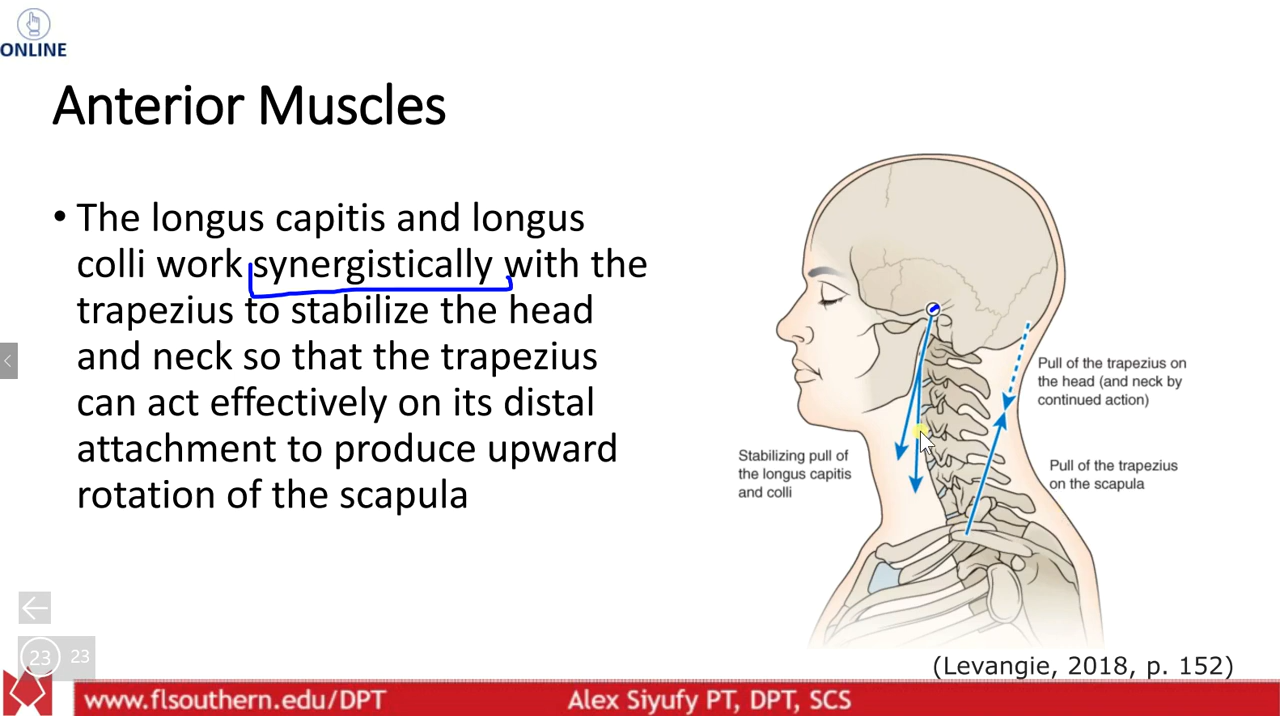 ONLINE
Anterior Muscles
• The longus capitis and longus
colli work synergistically with the
trapezius to stabilize the head
and neck so that the trapezius
can act effectively on its distal
attachment to produce upward
rotation of the scapula
Pull of the trapezius on
the head (and neck by
continued action)
Stabilizing pull of
the longus capitis
and colli
Pull of the trapezius
on the scapula
23 23
(Levangie, 2018, p. 152)
www.flsouthern.edu/DPT
Alex Siyufy PT, DPT, SCS